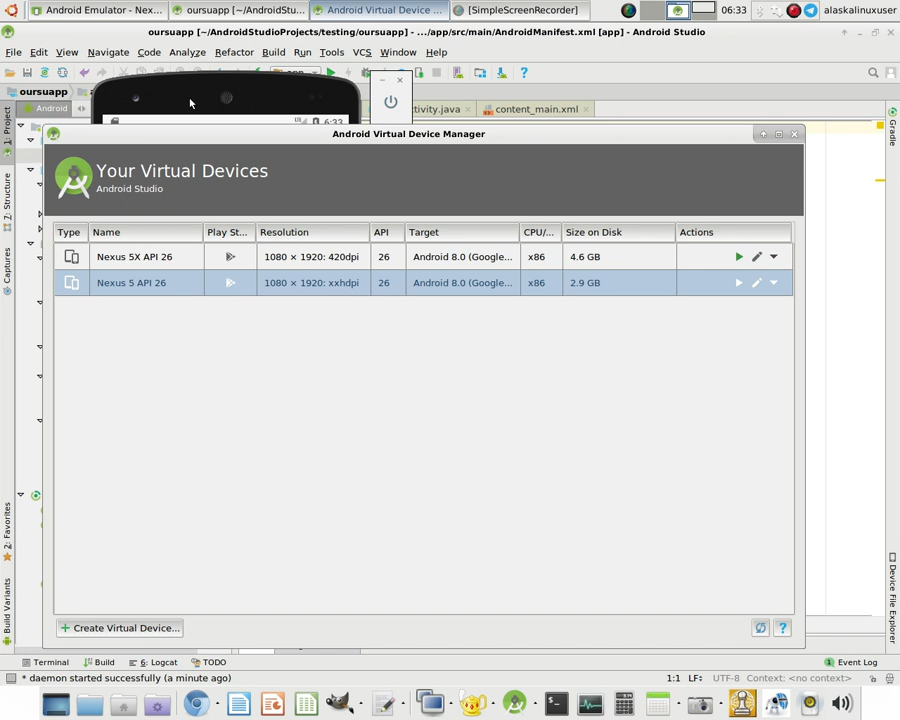 Android Emulator - Nex... oursuapp [~/AndroidStu... Android Virtual Device ... [SimpleScreenRecorder] 06:33 alaskalinuxuser
oursuapp [~/AndroidStudioProjects/testing/oursuapp] - .../app/src/main/AndroidManifest.xml [app] - Android Studio
File Edit View Navigate Code Analyze Refactor Build Run Tools VCS Window Help
oursuapp
Android tivity.java content_main.xml
6:33
Android Virtual Device Manager
Your Virtual Devices
Android Studio
Type Name Play St... Resolution API Target CPU/... Size on Disk Actions
Nexus 5X API 26 1080 × 1920: 420dpi 26 Android 8.0 (Google... x86 4.6 GB
Nexus 5 API 26 1080 × 1920: xxhdpi 26 Android 8.0 (Google... x86 2.9 GB
Create Virtual Device... ?
1: Project
7: Structure
Captures
2: Favorites
Build Variants
Gradle
Device File Explorer
Terminal Build 6: Logcat TODO Event Log
* daemon started successfully (a minute ago) 1:1 LF÷ UTF-8 Context: <no context>